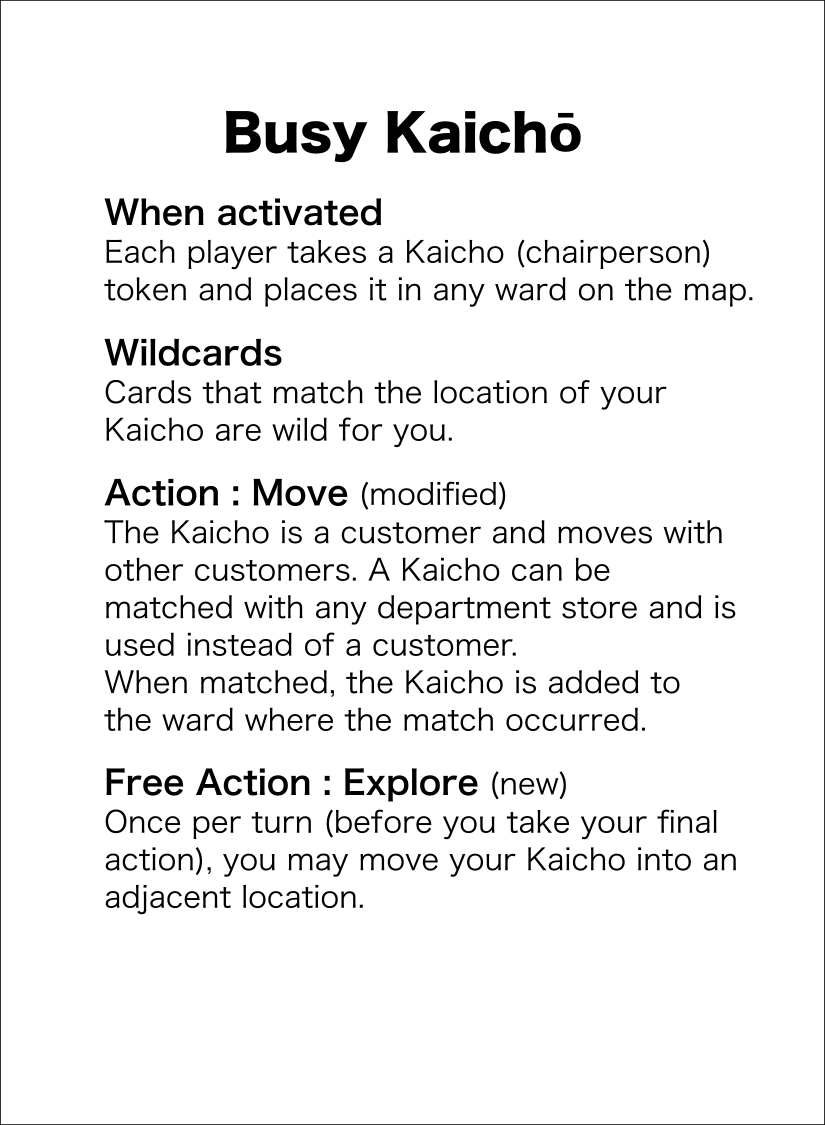 Busy Kaichō
When activated
Each player takes a Kaicho (chairperson)
token and places it in any ward on the map.
Wildcards
Cards that match the location of your
Kaicho are wild for you.
Action : Move (modified)
The Kaicho is a customer and moves with
other customers. A Kaicho can be
matched with any department store and is
used instead of a customer.
When matched, the Kaicho is added to
the ward where the match occurred.
Free Action : Explore (new)
Once per turn (before you take your final
action), you may move your Kaicho into an
adjacent location.